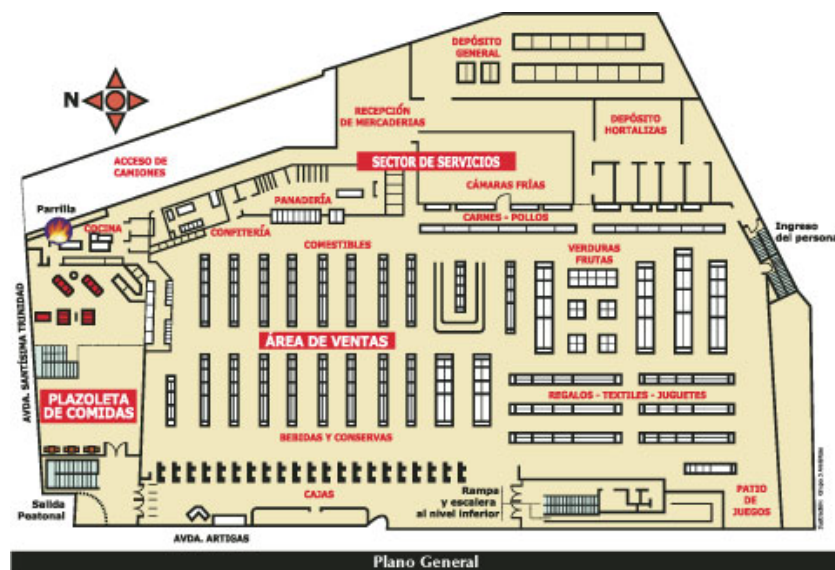 DEPÓSITO
GENERAL
N
RECEPCIÓN
DE MERCADERIAS
DEPÓSITO
HORTALIZAS
ACCESO DE
CAMIONES
SECTOR DE SERVICIOS
CÁMARAS FRÍAS
Parrilla
PANADERÍA
CARNES - POLLOS
COCINA
CONFITERÍA
COMESTIBLES
VERDURAS
FRUTAS
Ingreso
del persona
AVDA. SANTÍSIMA TRINIDAD
ÁREA DE VENTAS
PLAZOLETA
DE COMIDAS
REGALOS - TEXTILES - JUGUETES
BEBIDAS Y CONSERVAS
Salida
Peatonal
CAJAS
Rampa
y escalera
al nivel inferior
PATIO
DE
JUEGOS
AVDA. ARTIGAS
Plano General